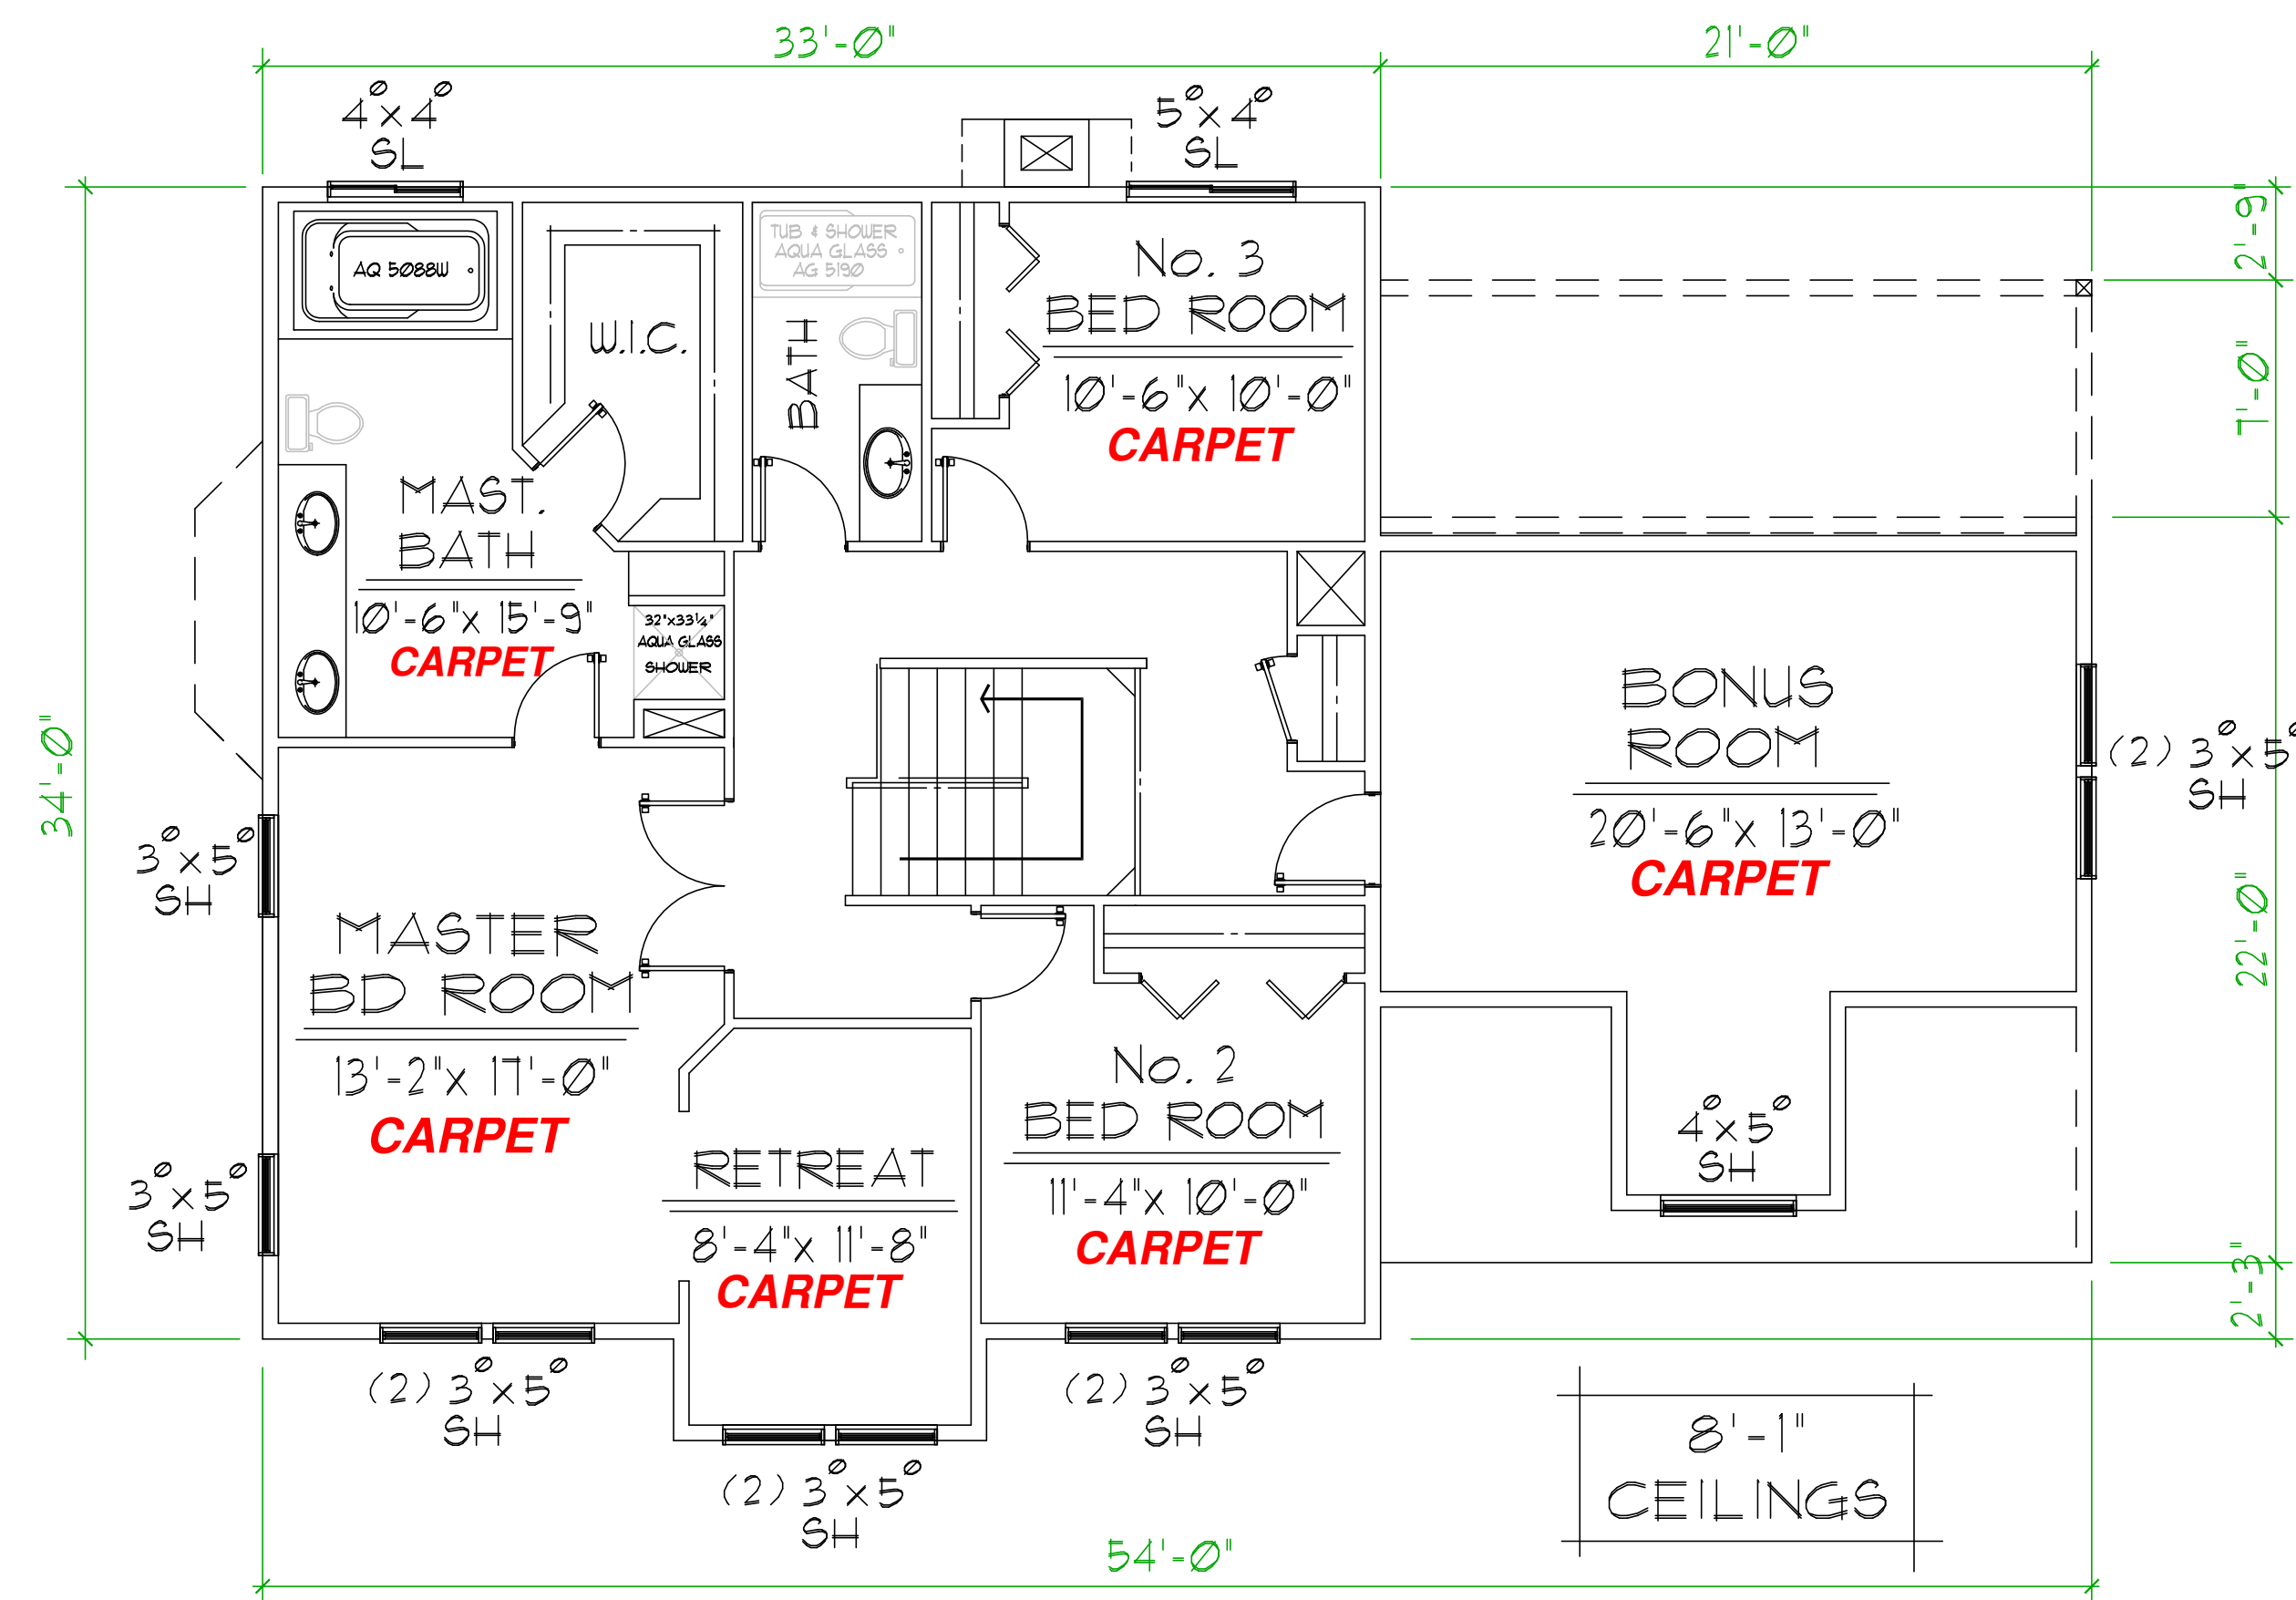 33'-0"
21'-0"
4⁰x4⁰
SL
5⁰x4⁰
SL
2'-9"
TUB & SHOWER
AQUA GLASS
AG 5190
AQ 5088W
No. 3
BED ROOM
10'-6"x 10'-0"
CARPET
W.I.C.
BATH
7'-0"
MAST.
BATH
10'-6"x 15'-9"
CARPET
32"x33¼"
AQUA GLASS
SHOWER
34'-0"
BONUS
ROOM
20'-6"x 13'-0"
CARPET
(2) 3⁰x5⁰
SH
3⁰x5⁰
SH
MASTER
BD ROOM
13'-2"x 17'-0"
CARPET
22'-0"
No. 2
BED ROOM
11'-4"x 10'-0"
CARPET
4⁰x5⁰
SH
RETREAT
8'-4"x 11'-8"
CARPET
3⁰x5⁰
SH
2'-3"
(2) 3⁰x5⁰
SH
(2) 3⁰x5⁰
SH
(2) 3⁰x5⁰
SH
8'-1"
CEILINGS
54'-0"